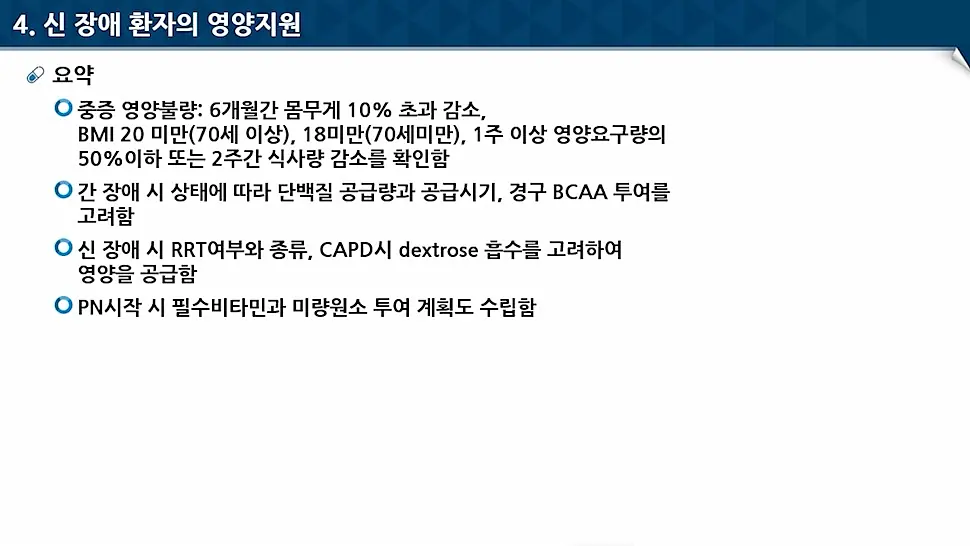 4. 신 장애 환자의 영양지원
요약
중증 영양불량: 6개월간 몸무게 10% 초과 감소,
BMI 20 미만(70세 이상), 18미만(70세미만), 1주 이상 영양요구량의
50%이하 또는 2주간 식사량 감소를 확인함
간 장애 시 상태에 따라 단백질 공급량과 공급시기, 경구 BCAA 투여를
고려함
신 장애 시 RRT여부와 종류, CAPD시 dextrose 흡수를 고려하여
영양을 공급함
PN시작 시 필수비타민과 미량원소 투여 계획도 수립함